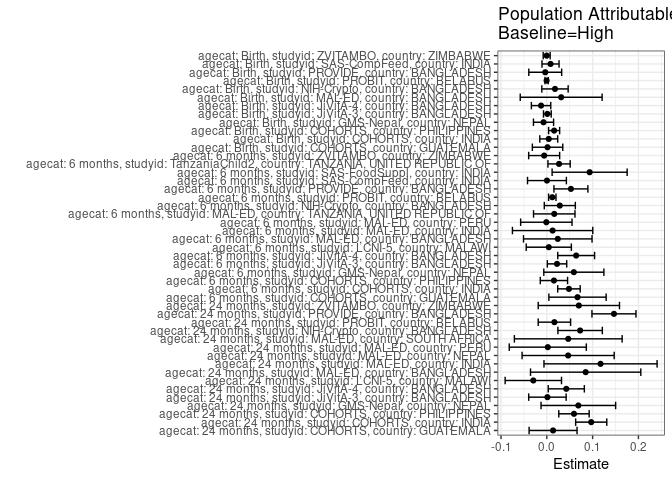 Population Attributable
Baseline=High
agecat: Birth, studyid: ZVITAMBO, country: ZIMBABWE
agecat: Birth, studyid: SAS-CompFeed, country: INDIA
agecat: Birth, studyid: PROVIDE, country: BANGLADESH
agecat: Birth, studyid: PROBIT, country: BELARUS
agecat: Birth, studyid: NIH-Crypto, country: BANGLADESH
agecat: Birth, studyid: MAL-ED, country: BANGLADESH
agecat: Birth, studyid: JiVitA-4, country: BANGLADESH
agecat: Birth, studyid: JiVitA-3, country: BANGLADESH
agecat: Birth, studyid: GMS-Nepal, country: NEPAL
agecat: Birth, studyid: COHORTS, country: PHILIPPINES
agecat: Birth, studyid: COHORTS, country: INDIA
agecat: Birth, studyid: COHORTS, country: GUATEMALA
agecat: 6 months, studyid: ZVITAMBO, country: ZIMBABWE
agecat: 6 months, studyid: TanzaniaChild2, country: TANZANIA, UNITED REPUBLIC OF
agecat: 6 months, studyid: SAS-FoodSuppl, country: INDIA
agecat: 6 months, studyid: SAS-CompFeed, country: INDIA
agecat: 6 months, studyid: PROVIDE, country: BANGLADESH
agecat: 6 months, studyid: PROBIT, country: BELARUS
agecat: 6 months, studyid: NIH-Crypto, country: BANGLADESH
agecat: 6 months, studyid: MAL-ED, country: TANZANIA, UNITED REPUBLIC OF
agecat: 6 months, studyid: MAL-ED, country: PERU
agecat: 6 months, studyid: MAL-ED, country: INDIA
agecat: 6 months, studyid: MAL-ED, country: BANGLADESH
agecat: 6 months, studyid: LCNI-5, country: MALAWI
agecat: 6 months, studyid: JiVitA-4, country: BANGLADESH
agecat: 6 months, studyid: JiVitA-3, country: BANGLADESH
agecat: 6 months, studyid: GMS-Nepal, country: NEPAL
agecat: 6 months, studyid: COHORTS, country: PHILIPPINES
agecat: 6 months, studyid: COHORTS, country: INDIA
agecat: 6 months, studyid: COHORTS, country: GUATEMALA
agecat: 24 months, studyid: ZVITAMBO, country: ZIMBABWE
agecat: 24 months, studyid: PROVIDE, country: BANGLADESH
agecat: 24 months, studyid: PROBIT, country: BELARUS
agecat: 24 months, studyid: NIH-Crypto, country: BANGLADESH
agecat: 24 months, studyid: MAL-ED, country: SOUTH AFRICA
agecat: 24 months, studyid: MAL-ED, country: PERU
agecat: 24 months, studyid: MAL-ED, country: NEPAL
agecat: 24 months, studyid: MAL-ED, country: INDIA
agecat: 24 months, studyid: MAL-ED, country: BANGLADESH
agecat: 24 months, studyid: LCNI-5, country: MALAWI
agecat: 24 months, studyid: JiVitA-4, country: BANGLADESH
agecat: 24 months, studyid: JiVitA-3, country: BANGLADESH
agecat: 24 months, studyid: GMS-Nepal, country: NEPAL
agecat: 24 months, studyid: COHORTS, country: PHILIPPINES
agecat: 24 months, studyid: COHORTS, country: INDIA
agecat: 24 months, studyid: COHORTS, country: GUATEMALA
-0.1 0.0 0.1 0.2
Estimate